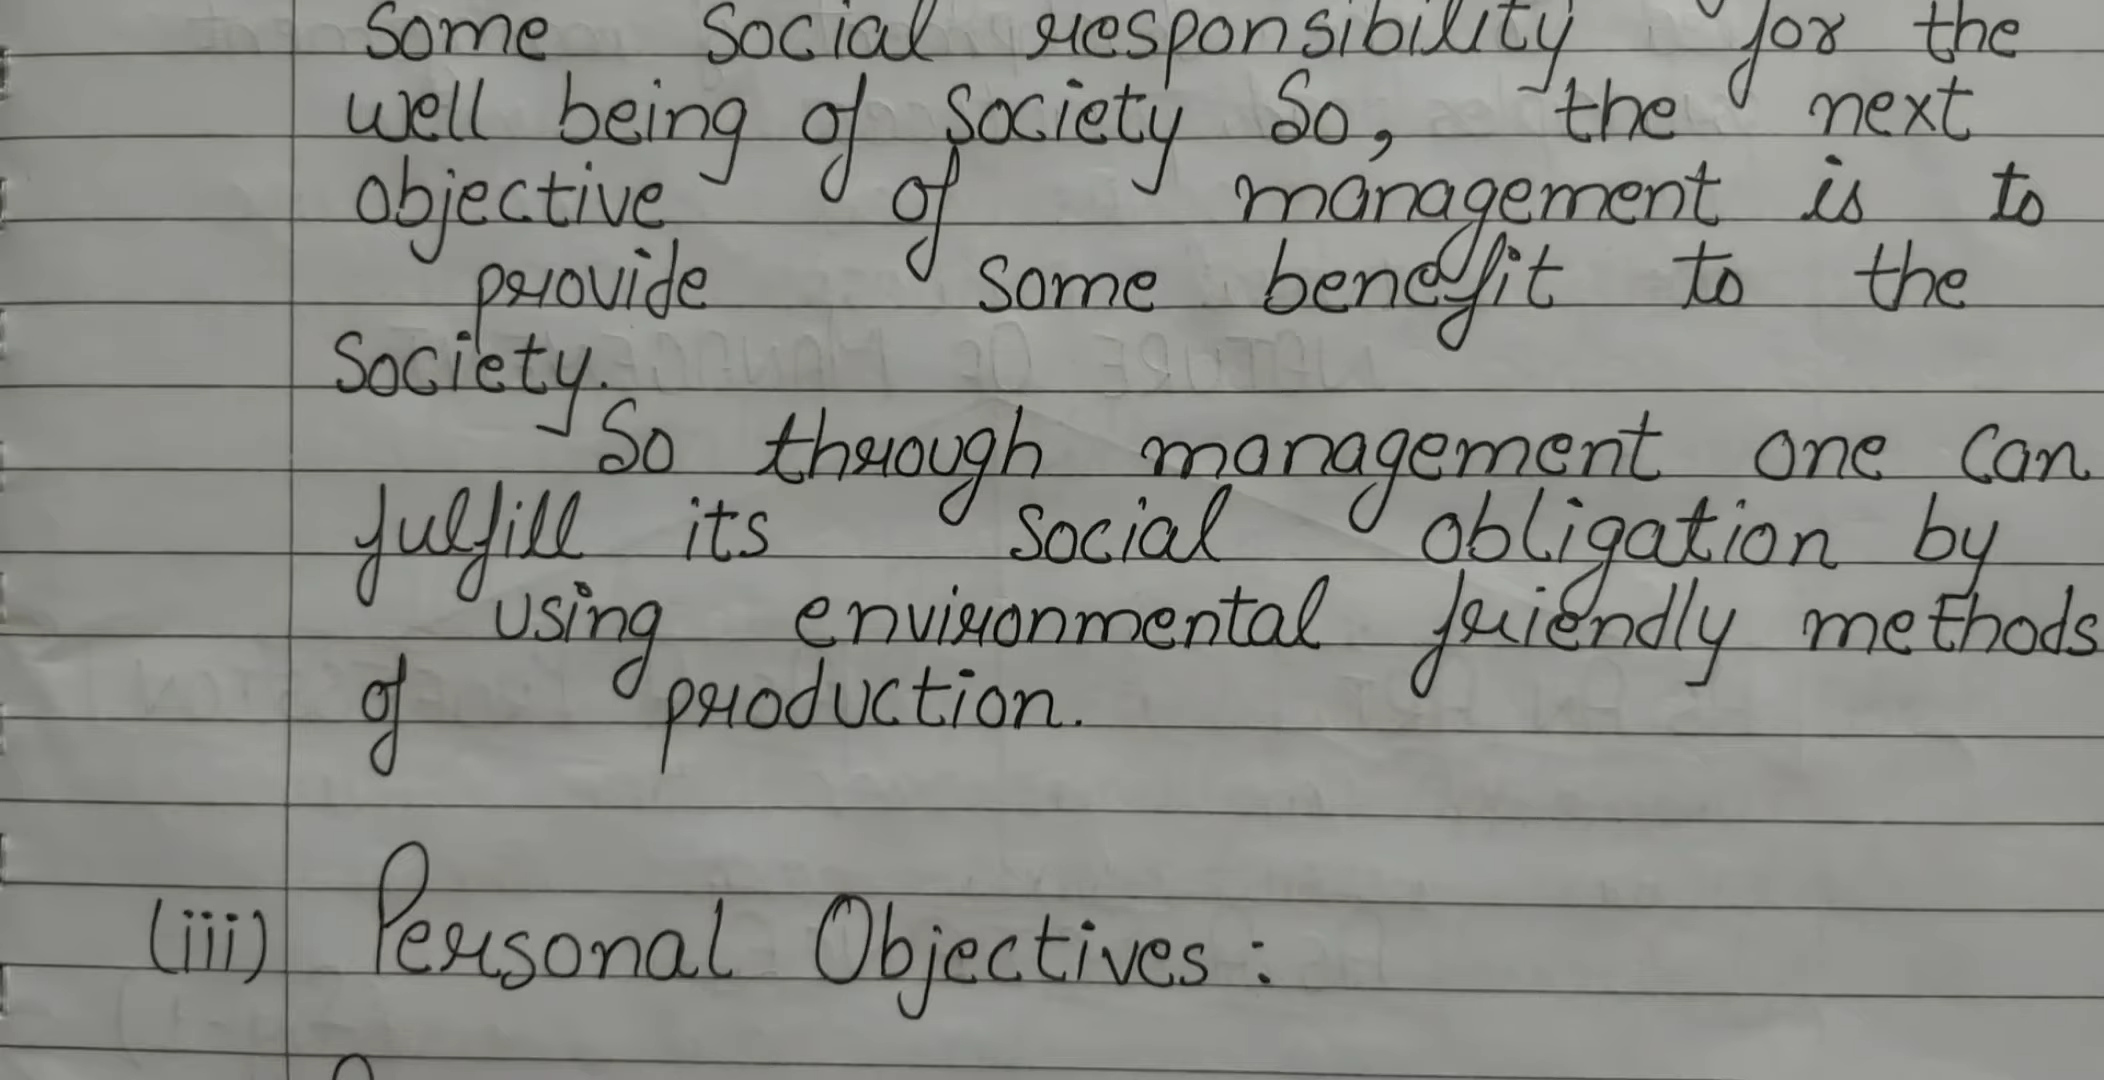 Some social responsibility for the
well being of society So, the next
objective of management is to
provide some benefit to the
Society.
So through management one can
fulfill its social obligation by
using environmental friendly methods
of production.
(iii) Personal Objectives :